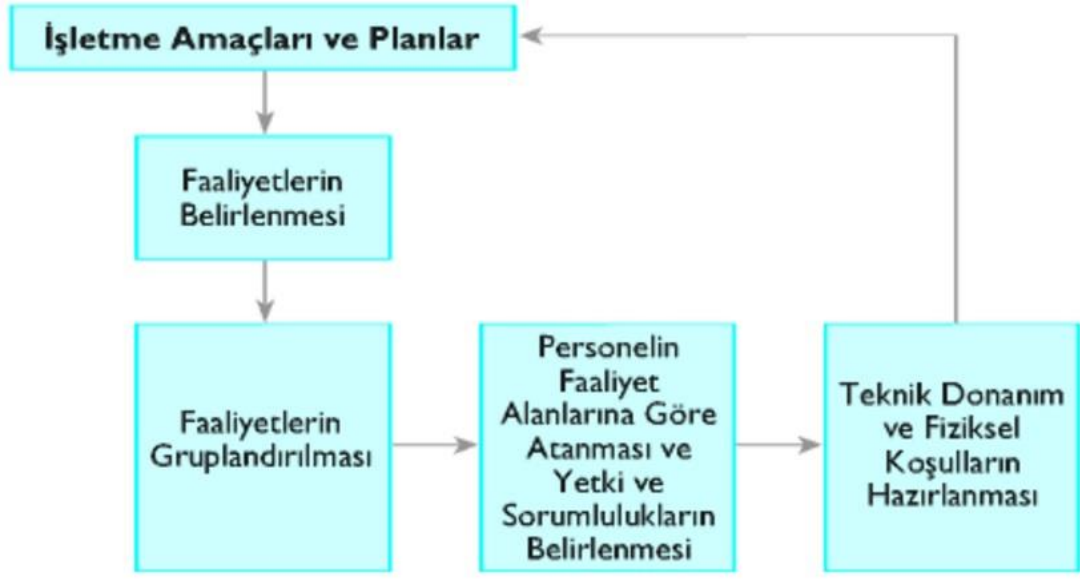 İşletme Amaçları ve Planlar
Faaliyetlerin
Belirlenmesi
Faaliyetlerin
Gruplandırılması
Personelin
Faaliyet
Alanlarına Göre
Atanması ve
Yetki ve
Sorumlulukların
Belirlenmesi
Teknik Donanım
ve Fiziksel
Koşulların
Hazırlanması